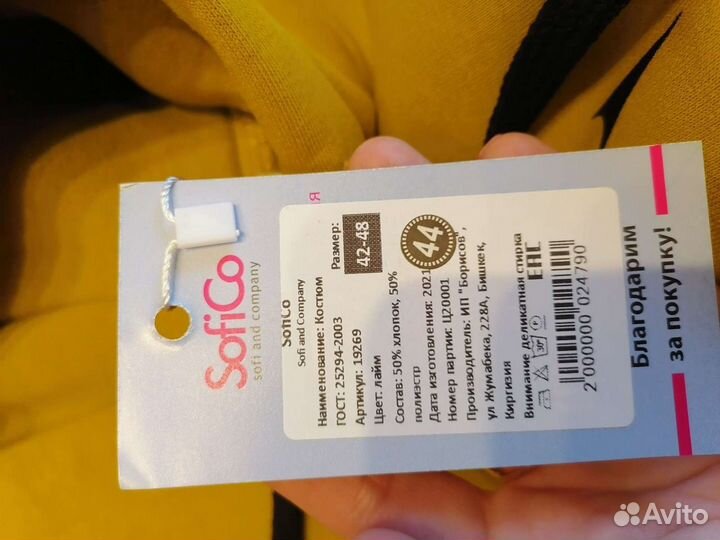 SofiCo
sofi and company
SofiCo
Sofi and Company
Наименование: Костюм
ГОСТ: 25294-2003
Артикул: 19269
Размер:
42-48
44
Цвет: лайм
Состав: 50% хлопок, 50%
полиэстр
Дата изготовления: 2021
Номер партии: Ц20001
Производитель: ИП "Борисов",
ул Жумабека, 228А, Бишкек,
Киргизия
Внимание деликатная стирка
30
EAC
2 000000 024790
Благодарим
за покупку!
Avito